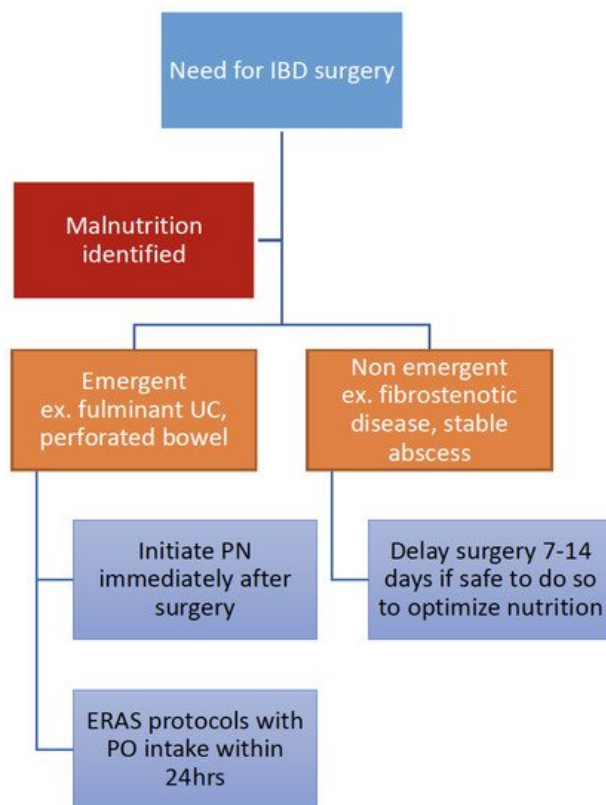 Need for IBD surgery
Malnutrition
identified
Emergent
ex. fulminant UC,
perforated bowel
Non emergent
ex. fibrostenotic
disease, stable
abscess
Initiate PN
immediately after
surgery
Delay surgery 7-14
days if safe to do so
to optimize nutrition
ERAS protocols with
PO intake within
24hrs